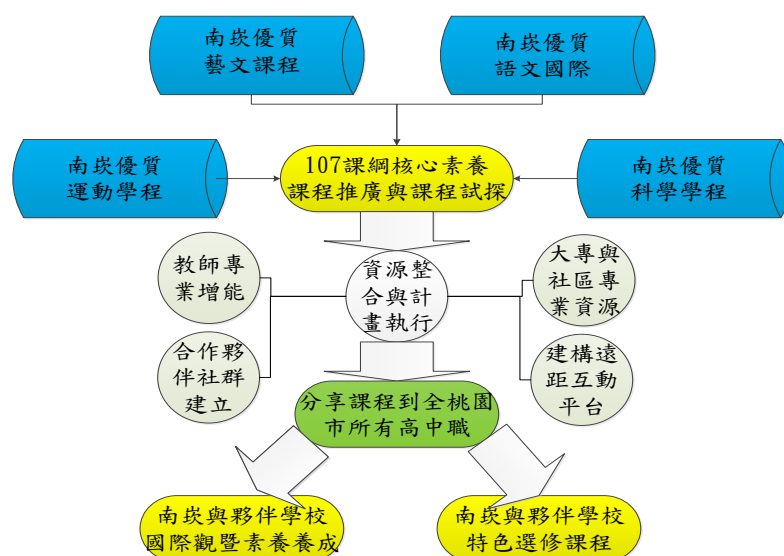 南崁優質
藝文課程
南崁優質
語文國際
南崁優質
運動學程
107課綱核心素養
課程推廣與課程試探
南崁優質
科學學程
教師專
業增能
資源整
合與計
畫執行
大專與
社區專
業資源
合作夥
伴社群
建立
建構遠
距互動
平台
分享課程到全桃園
市所有高中職
南崁與夥伴學校
國際觀暨素養養成
南崁與夥伴學校
特色選修課程